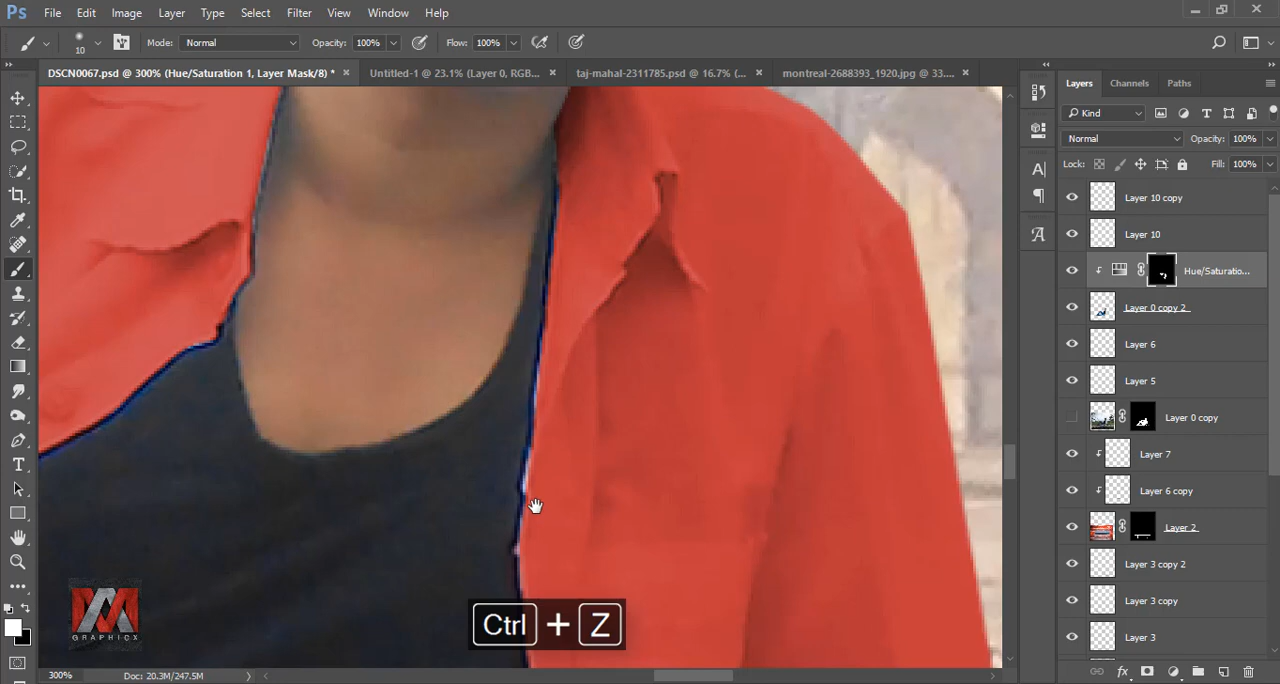 Ps File Edit Image Layer Type Select Filter View Window Help
10 Mode: Normal Opacity: 100% Flow: 100%
DSCN0067.psd @ 300% (Hue/Saturation 1, Layer Mask/8) * × Untitled-1 @ 23.1% (Layer 0, RGB... × taj-mahal-2311785.psd @ 16.7% (... × montreal-2688393_1920.jpg @ 33.... ×
Layers Channels Paths
Kind
Normal Opacity: 100%
Lock: Fill: 100%
Layer 10 copy
Layer 10
Hue/Saturatio...
Layer 0 copy 2
Layer 6
Layer 5
Layer 0 copy
Layer 7
Layer 6 copy
Layer 2
Layer 3 copy 2
Layer 3 copy
Layer 3
GRAPHICX
Ctrl + Z
300% Doc: 20.3M/247.5M